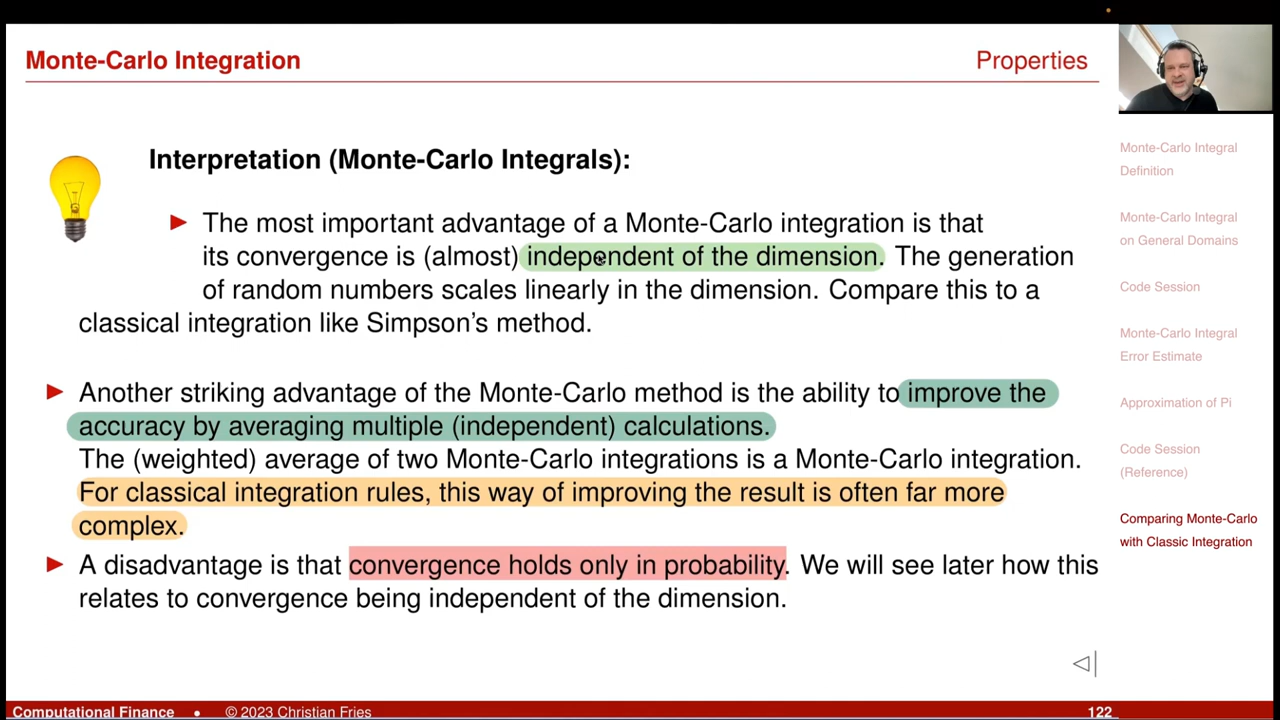 Monte-Carlo Integration
Properties
Interpretation (Monte-Carlo Integrals):
The most important advantage of a Monte-Carlo integration is that
its convergence is (almost) independent of the dimension. The generation
of random numbers scales linearly in the dimension. Compare this to a
classical integration like Simpson's method.
Another striking advantage of the Monte-Carlo method is the ability to improve the
accuracy by averaging multiple (independent) calculations.
The (weighted) average of two Monte-Carlo integrations is a Monte-Carlo integration.
For classical integration rules, this way of improving the result is often far more
complex.
A disadvantage is that convergence holds only in probability. We will see later how this
relates to convergence being independent of the dimension.
Monte-Carlo Integral
Definition
Monte-Carlo Integral
on General Domains
Code Session
Monte-Carlo Integral
Error Estimate
Approximation of Pi
Code Session
(Reference)
Comparing Monte-Carlo
with Classic Integration
Computational Finance • © 2023 Christian Fries
122